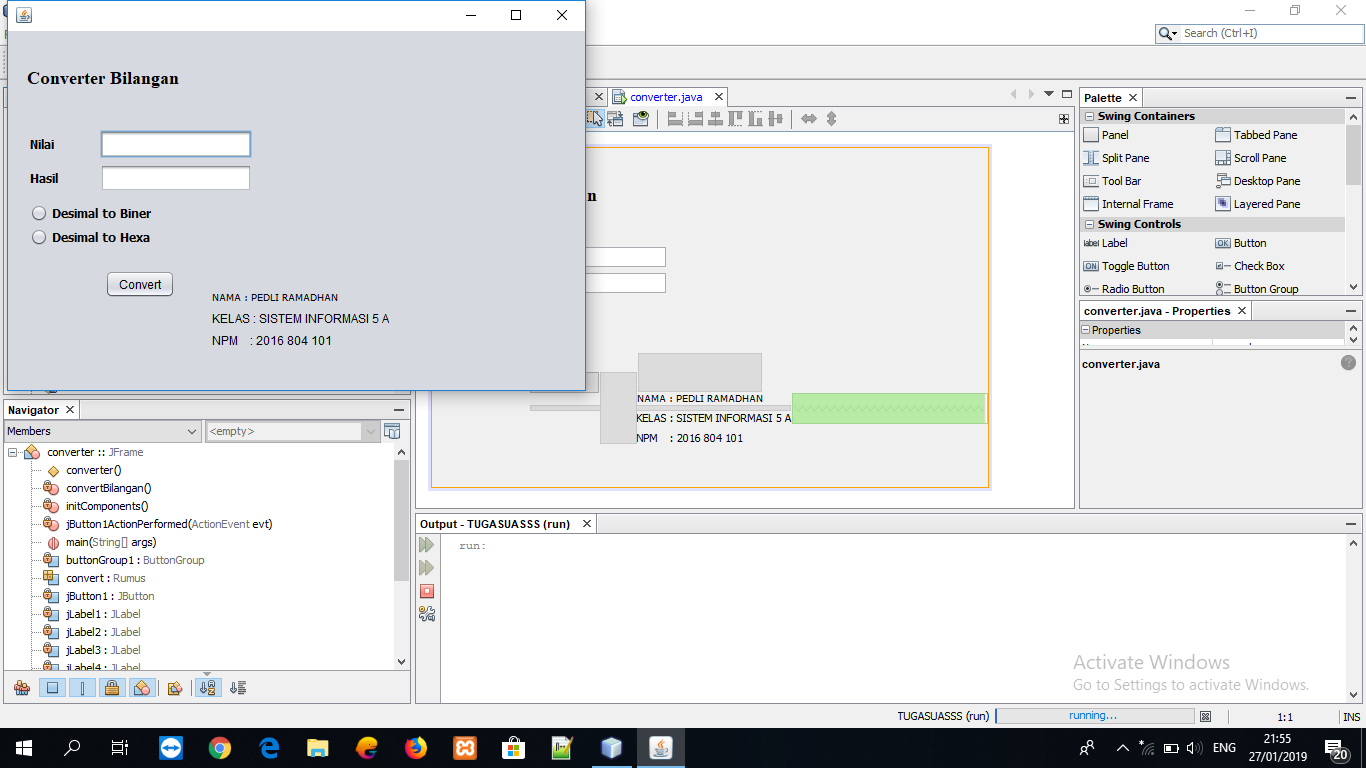 Converter Bilangan
Nilai
Hasil
Desimal to Biner
Desimal to Hexa
Convert
NAMA : PEDLI RAMADHAN
KELAS : SISTEM INFORMASI 5 A
NPM : 2016 804 101
Search (Ctrl+I)
converter.java
n
NAMA : PEDLI RAMADHAN
KELAS : SISTEM INFORMASI 5 A
NPM : 2016 804 101
Palette
Swing Containers
Panel
Tabbed Pane
Split Pane
Scroll Pane
Tool Bar
Desktop Pane
Internal Frame
Layered Pane
Swing Controls
label Label
OK Button
ON Toggle Button
Check Box
Radio Button
Button Group
converter.java - Properties
Properties
converter.java
Navigator
Members
<empty>
converter :: JFrame
converter()
convertBilangan()
initComponents()
jButton1ActionPerformed(ActionEvent evt)
main(String[] args)
buttonGroup1 : ButtonGroup
convert : Rumus
jButton1 : JButton
jLabel1 : JLabel
jLabel2 : JLabel
jLabel3 : JLabel
jLabel4 : JLabel
Output - TUGASUASSS (run)
run:
Activate Windows
Go to Settings to activate Windows.
TUGASUASSS (run)
running...
1:1
INS
ENG
21:55
27/01/2019
20